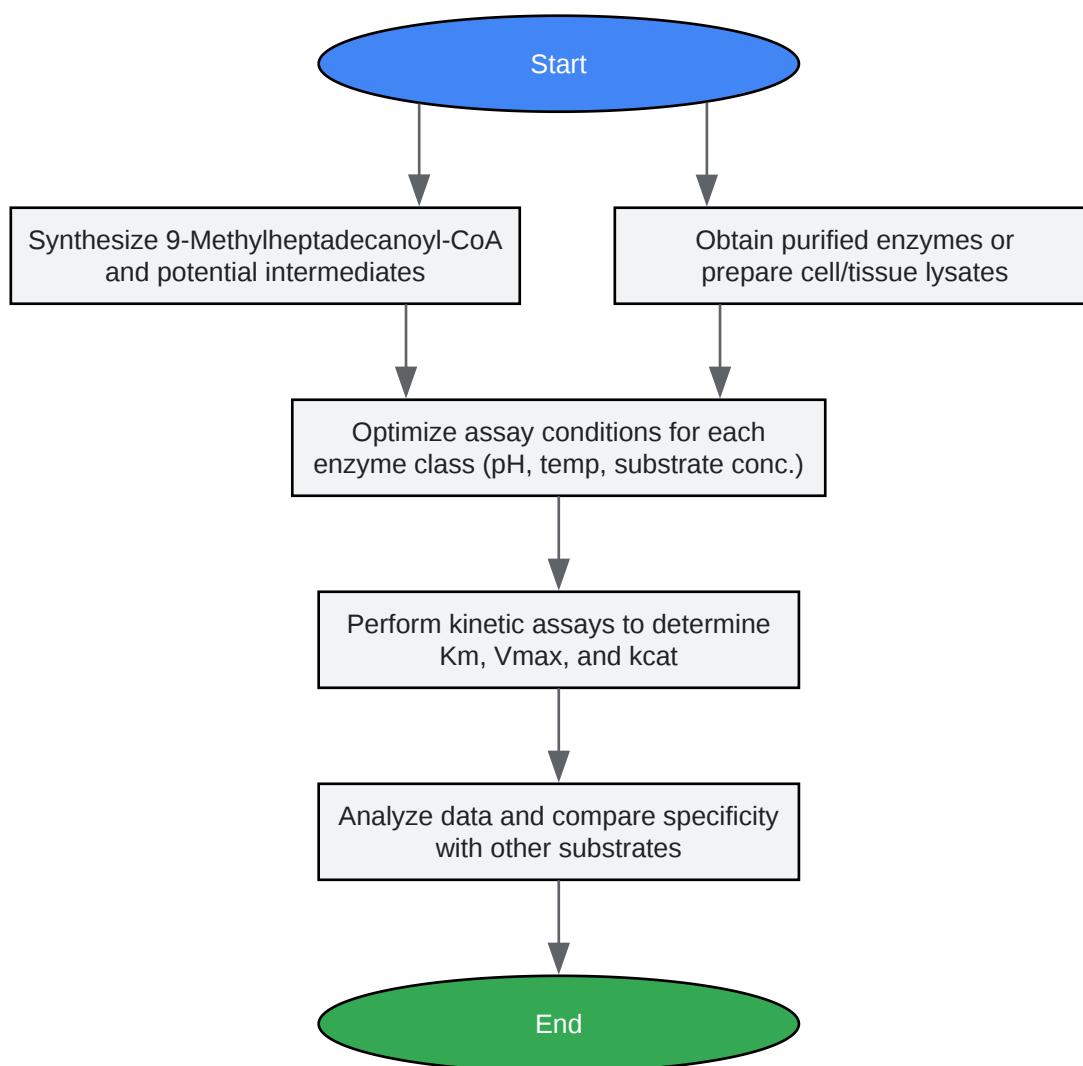 Start
Synthesize 9-Methylheptadecanoyl-CoA
and potential intermediates
Obtain purified enzymes or
prepare cell/tissue lysates
Optimize assay conditions for each
enzyme class (pH, temp, substrate conc.)
Perform kinetic assays to determine
Km, Vmax, and kcat
Analyze data and compare specificity
with other substrates
End